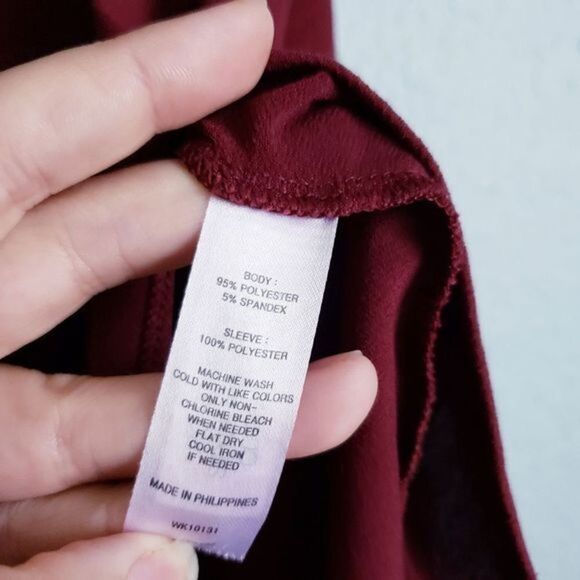 BODY :
95% POLYESTER
5% SPANDEX
SLEEVE :
100% POLYESTER
MACHINE WASH
COLD WITH LIKE COLORS
ONLY NON-
CHLORINE BLEACH
WHEN NEEDED
FLAT DRY
COOL IRON
IF NEEDED
MADE IN PHILIPPINES
WK10131